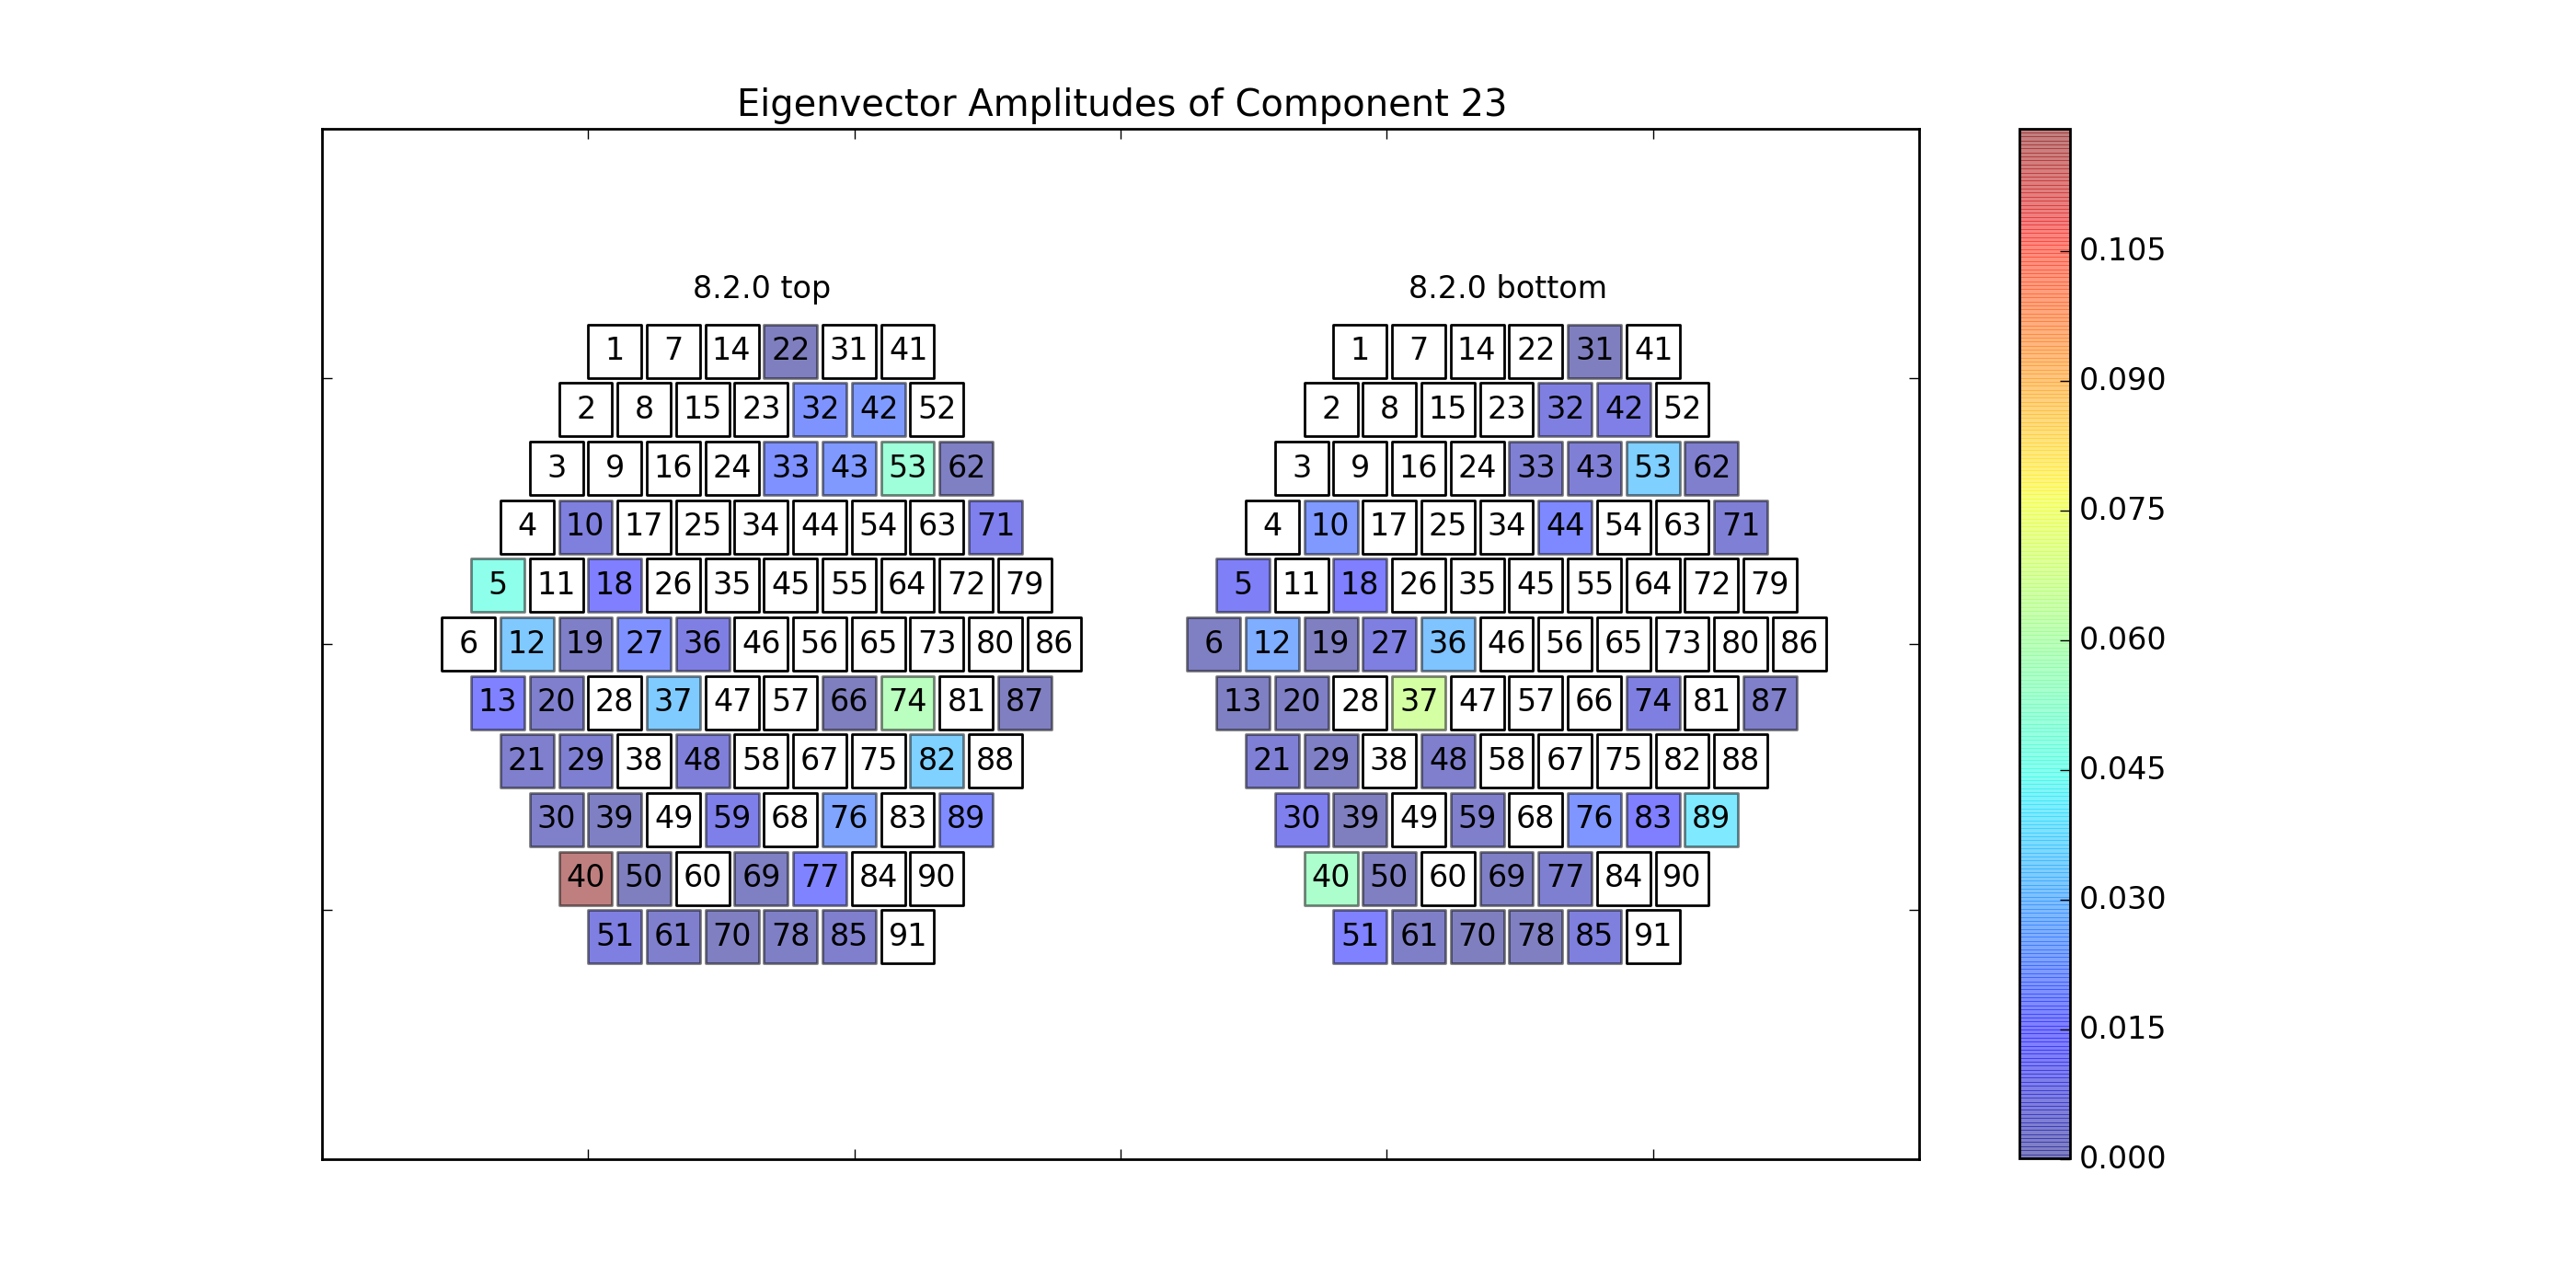 Eigenvector Amplitudes of Component 23
8.2.0 top
1 7 14 22 31 41
2 8 15 23 32 42 52
3 9 16 24 33 43 53 62
4 10 17 25 34 44 54 63 71
5 11 18 26 35 45 55 64 72 79
6 12 19 27 36 46 56 65 73 80 86
13 20 28 37 47 57 66 74 81 87
21 29 38 48 58 67 75 82 88
30 39 49 59 68 76 83 89
40 50 60 69 77 84 90
51 61 70 78 85 91
8.2.0 bottom
1 7 14 22 31 41
2 8 15 23 32 42 52
3 9 16 24 33 43 53 62
4 10 17 25 34 44 54 63 71
5 11 18 26 35 45 55 64 72 79
6 12 19 27 36 46 56 65 73 80 86
13 20 28 37 47 57 66 74 81 87
21 29 38 48 58 67 75 82 88
30 39 49 59 68 76 83 89
40 50 60 69 77 84 90
51 61 70 78 85 91
0.105
0.090
0.075
0.060
0.045
0.030
0.015
0.000